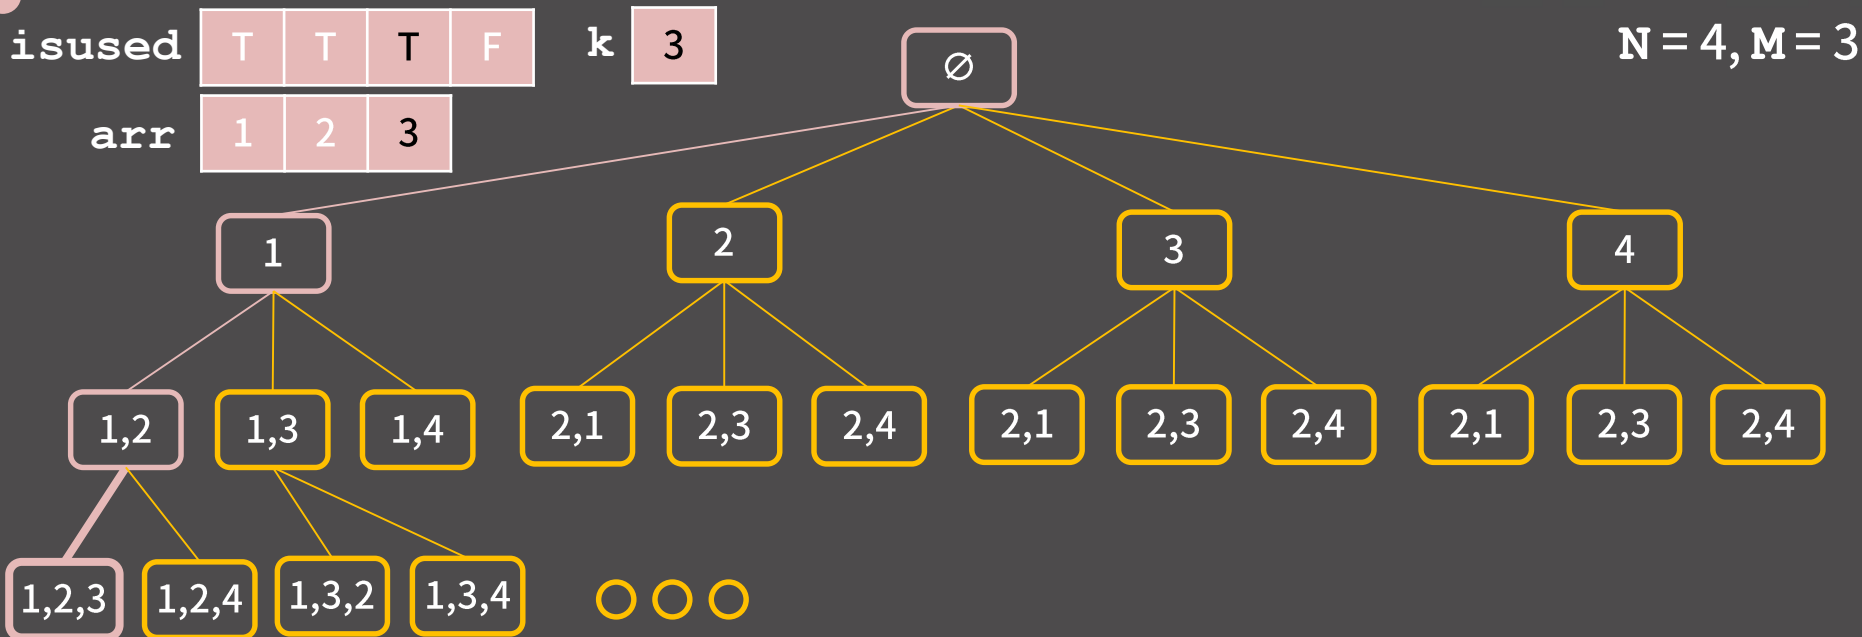 isused T T T F k 3 N = 4, M = 3
∅
arr 1 2 3
1 2 3 4
1,2 1,3 1,4 2,1 2,3 2,4 2,1 2,3 2,4 2,1 2,3 2,4
1,2,3 1,2,4 1,3,2 1,3,4